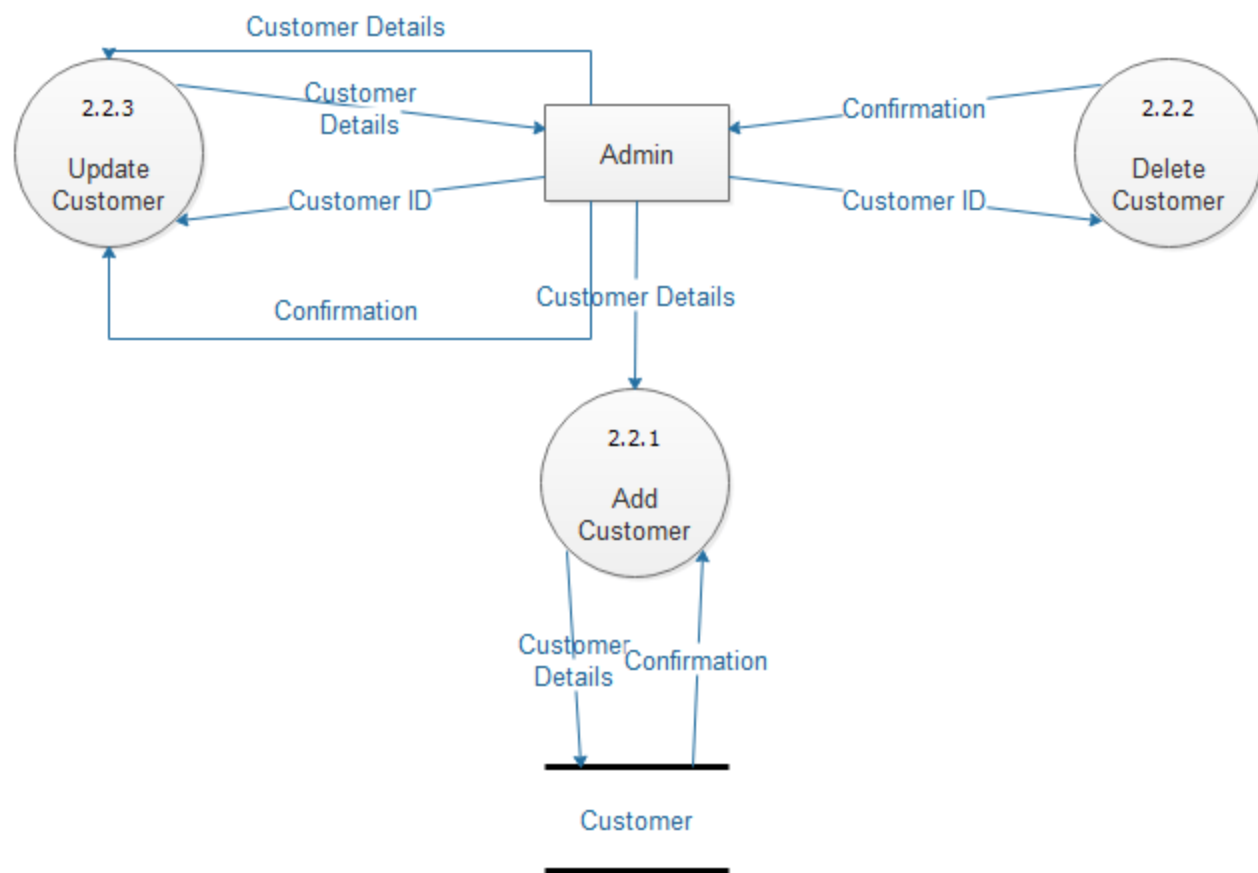 Customer Details
2.2.3
Update
Customer
Customer
Details
Customer ID
Confirmation
Admin
Confirmation
Customer ID
2.2.2
Delete
Customer
Customer Details
2.2.1
Add
Customer
Customer
Details
Confirmation
Customer